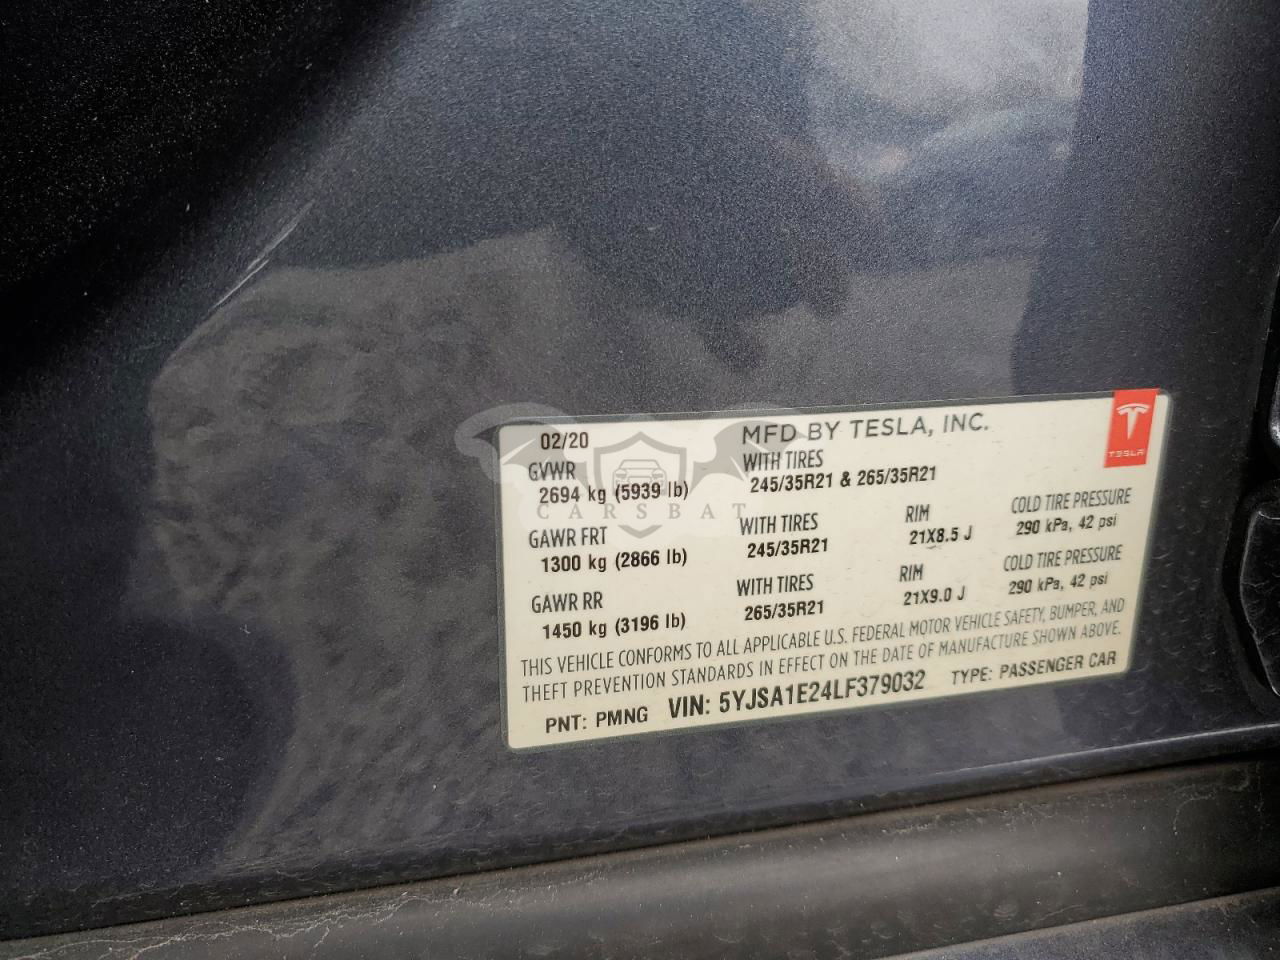 02/20 MFD BY TESLA, INC.
TESLA
GVWR WITH TIRES
2694 kg (5939 lb) 245/35R21 & 265/35R21
CARSBAT
GAWR FRT WITH TIRES RIM COLD TIRE PRESSURE
1300 kg (2866 lb) 245/35R21 21X8.5 J 290 kPa, 42 psi
GAWR RR WITH TIRES RIM COLD TIRE PRESSURE
1450 kg (3196 lb) 265/35R21 21X9.0 J 290 kPa, 42 psi
THIS VEHICLE CONFORMS TO ALL APPLICABLE U.S. FEDERAL MOTOR VEHICLE SAFETY, BUMPER, AND
THEFT PREVENTION STANDARDS IN EFFECT ON THE DATE OF MANUFACTURE SHOWN ABOVE.
PNT: PMNG VIN: 5YJSA1E24LF379032 TYPE: PASSENGER CAR